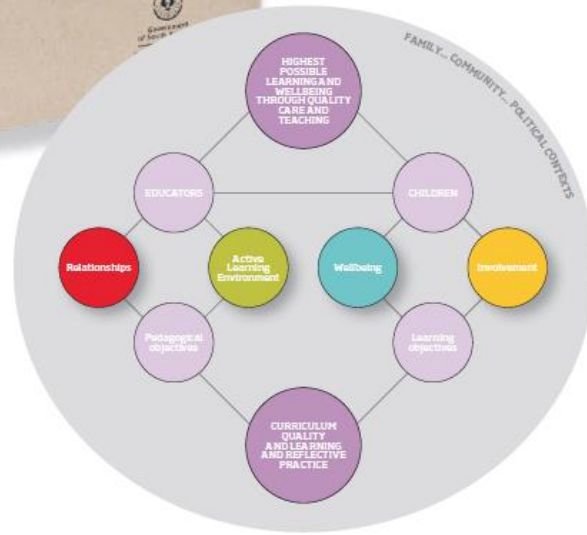 Government
FAMILY... COMMUNITY... POLITICAL CONTEXTS
HIGHEST
POSSIBLE
LEARNING AND
WELLBEING
THROUGH QUALITY
CARE AND
TEACHING
EDUCATORS
CHILDREN
Relationships
Active
Learning
Environment
Wellbeing
Involvement
Pedagogical
objectives
Learning
objectives
CURRICULUM
QUALITY
AND LEARNING
AND REFLECTIVE
PRACTICE